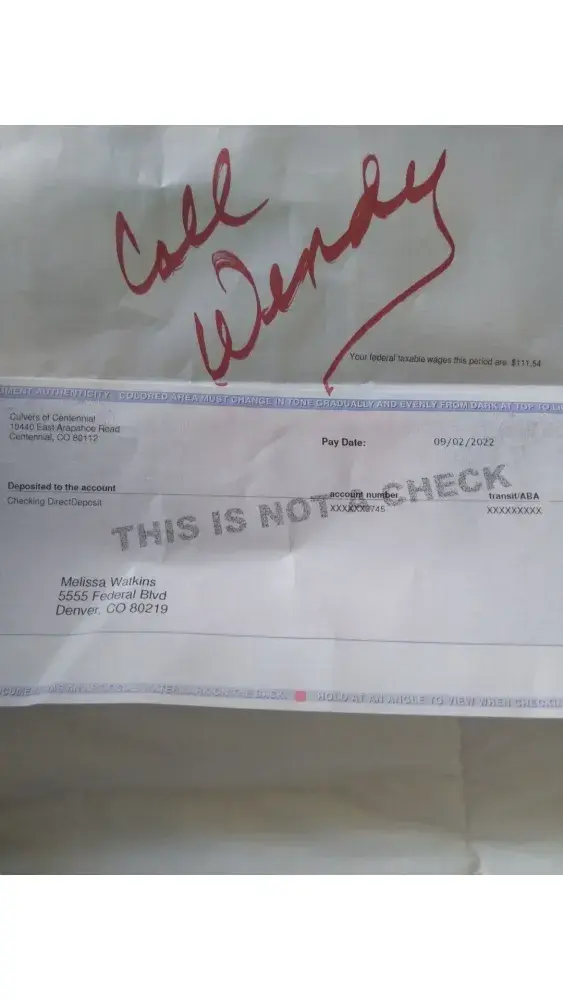 Call
Wendy
Your federal taxable wages this period are $111.54
UMENT AUTHENTICITY COLORED AREA MUST CHANGE IN TONE GRADUALLY AND EVENLY FROM DARK AT TOP TO
Culvers of Centennial
Pay Date: 09/02/2022
10440 East Arapahoe Road
Centennial, CO 80112
Deposited to the account account number transit/ABA
Checking DirectDeposit XXXXXX9745 XXXXXXXXX
THIS IS NOT A CHECK
Melissa Watkins
5555 Federal Blvd
Denver, CO 80219
HOLD AT AN ANGLE TO VIEW WHEN